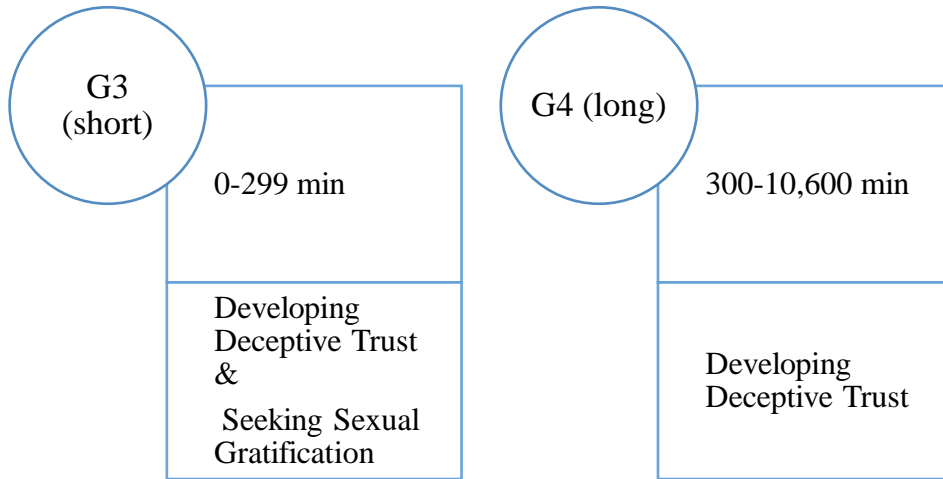 G3
(short)
0-299 min
Developing
Deceptive Trust
&
Seeking Sexual
Gratification
G4 (long)
300-10,600 min
Developing
Deceptive Trust